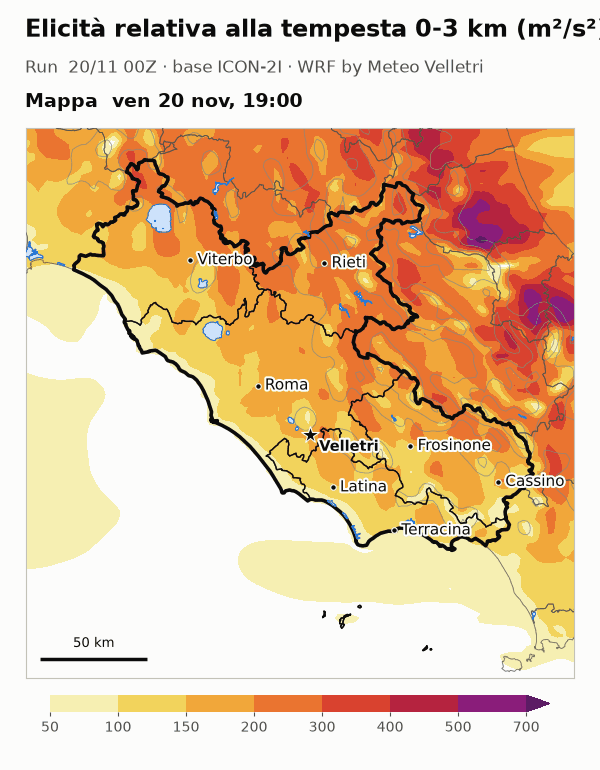 Elicità relativa alla tempesta 0-3 km (m²/s²)
Run  20/11 00Z · base ICON-2I · WRF by Meteo Velletri
Mappa  ven 20 nov, 19:00
Viterbo
Rieti
Roma
Velletri
Frosinone
Cassino
Latina
Terracina
50 km
50 100 150 200 300 400 500 700